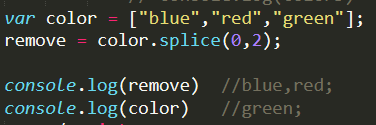 var color = ["blue","red","green"];
remove = color.splice(0,2);
console.log(remove)  //blue,red;
console.log(color)   //green;